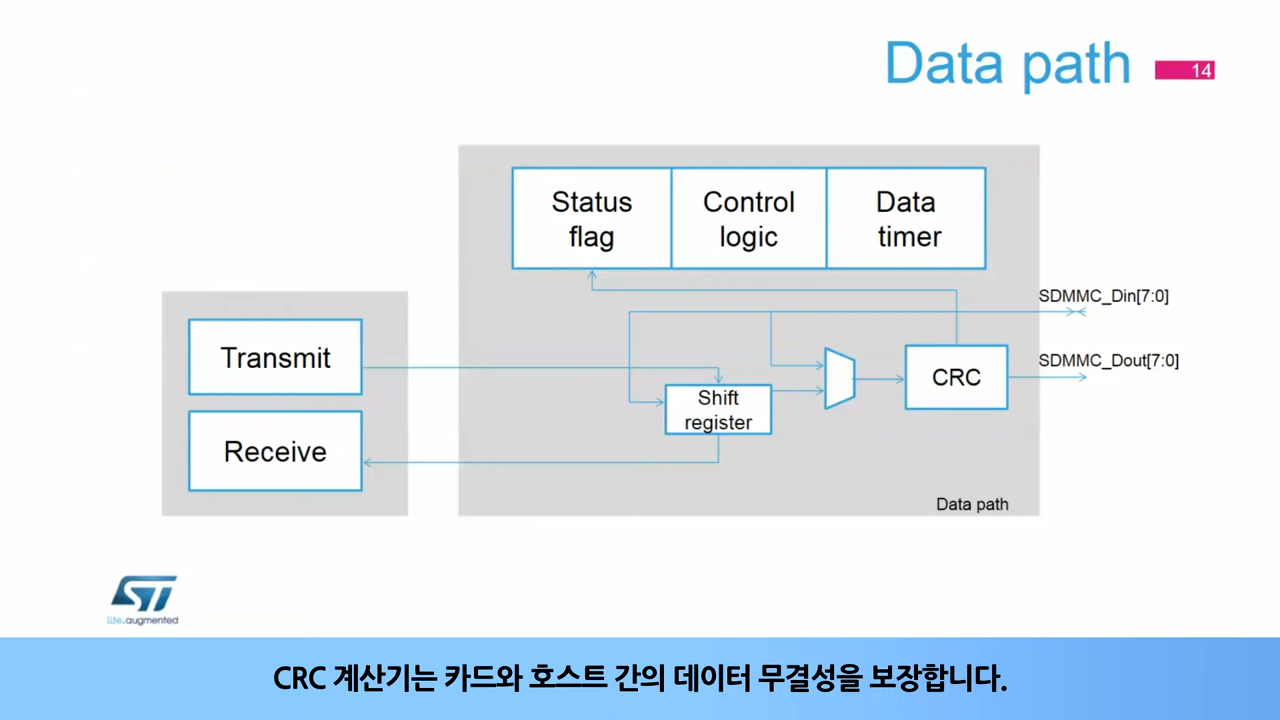 Data path
14
Status
flag
Control
logic
Data
timer
SDMMC_Din[7:0]
Transmit
SDMMC_Dout[7:0]
CRC
Shift
register
Receive
Data path
ST
life.augmented
CRC 계산기는 카드와 호스트 간의 데이터 무결성을 보장합니다.